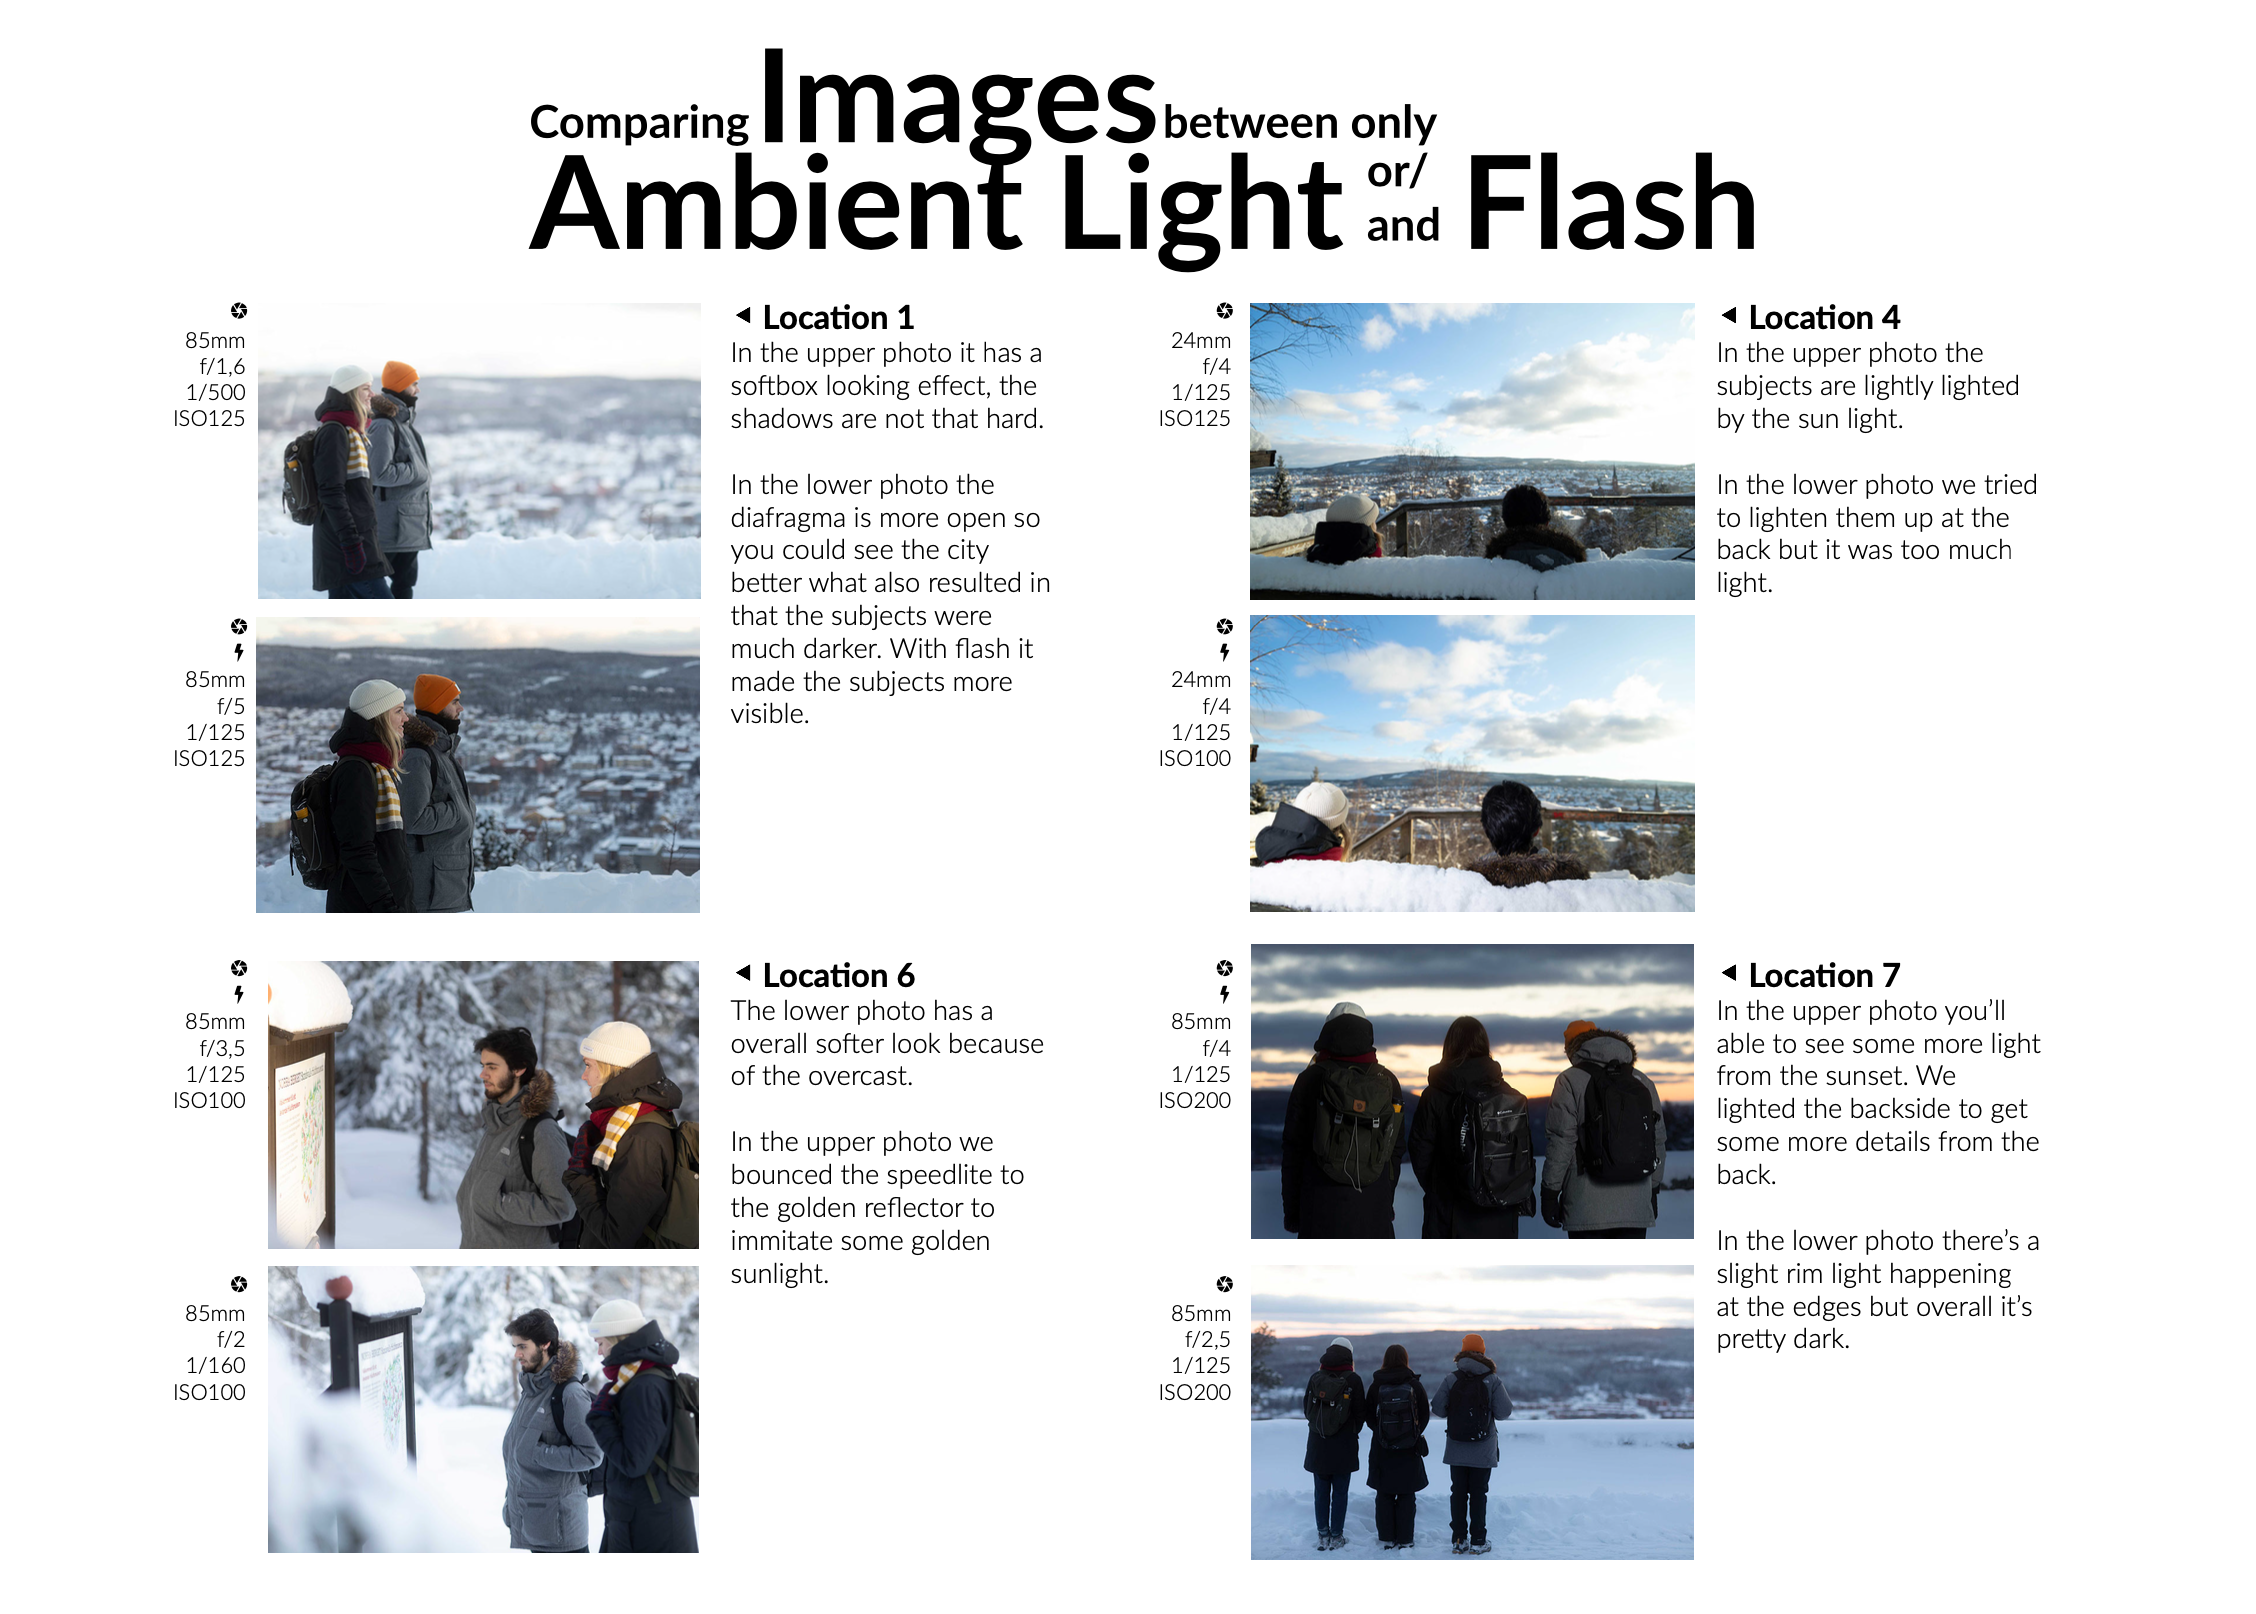 Comparing Images between only
Ambient Light or/ and Flash
85mm
f/1,6
1/500
ISO125
Location 1
In the upper photo it has a
softbox looking effect, the
shadows are not that hard.
In the lower photo the
diafragma is more open so
you could see the city
better what also resulted in
that the subjects were
much darker. With flash it
made the subjects more
visible.
85mm
f/5
1/125
ISO125
24mm
f/4
1/125
ISO125
Location 4
In the upper photo the
subjects are lightly lighted
by the sun light.
In the lower photo we tried
to lighten them up at the
back but it was too much
light.
24mm
f/4
1/125
ISO100
85mm
f/3,5
1/125
ISO100
Location 6
The lower photo has a
overall softer look because
of the overcast.
In the upper photo we
bounced the speedlite to
the golden reflector to
immitate some golden
sunlight.
85mm
f/2
1/160
ISO100
85mm
f/4
1/125
ISO200
Location 7
In the upper photo you’ll
able to see some more light
from the sunset. We
lighted the backside to get
some more details from the
back.
In the lower photo there’s a
slight rim light happening
at the edges but overall it’s
pretty dark.
85mm
f/2,5
1/125
ISO200